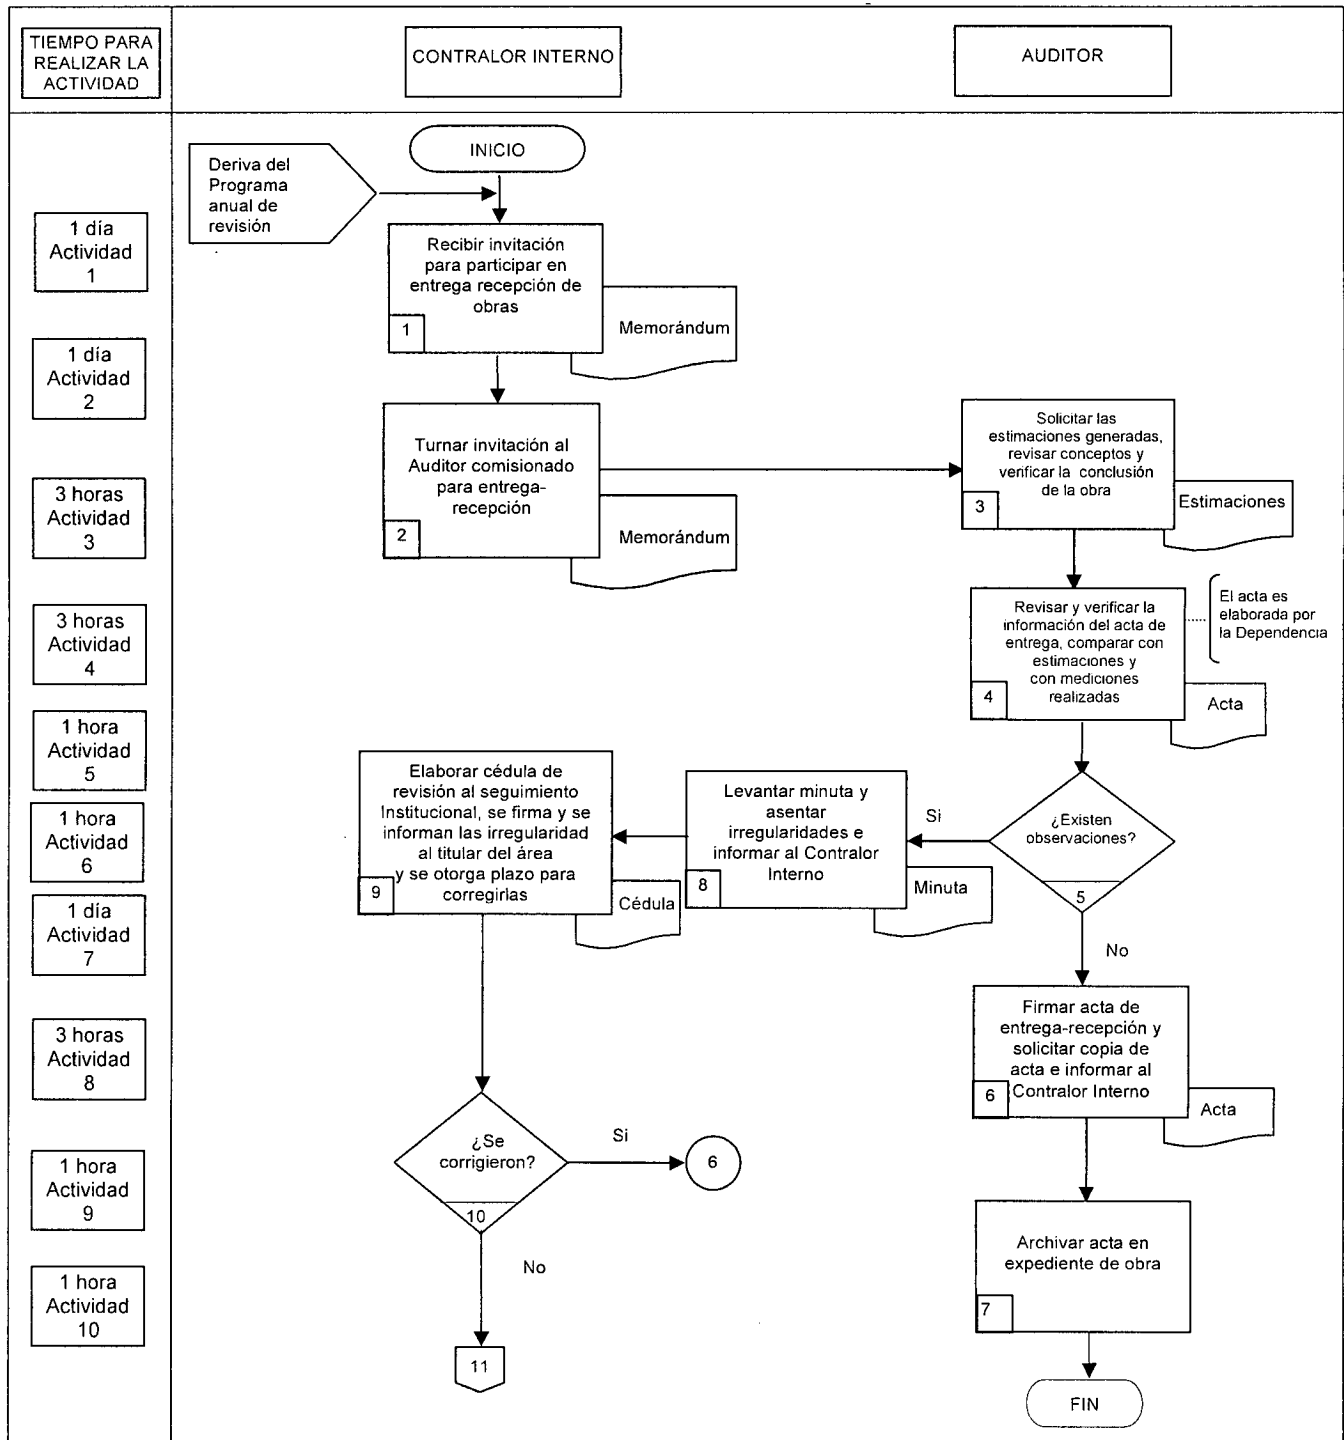 TIEMPO PARA
REALIZAR LA
ACTIVIDAD
CONTRALOR INTERNO
AUDITOR
INICIO
Deriva del
Programa
anual de
revisión
1 día
Actividad
1
Recibir invitación
para participar en
entrega recepción de
obras
1
Memorándum
1 día
Actividad
2
Turnar invitación al
Auditor comisionado
para entrega-
recepción
2
Memorándum
Solicitar las
estimaciones generadas,
revisar conceptos y
verificar la conclusión
de la obra
3
Estimaciones
3 horas
Actividad
3
3 horas
Actividad
4
Revisar y verificar la
información del acta de
entrega, comparar con
estimaciones y
con mediciones
realizadas
4
Acta
El acta es
elaborada por
la Dependencia
1 hora
Actividad
5
¿Existen
observaciones?
5
Si
No
Levantar minuta y
asentar
irregularidades e
informar al Contralor
Interno
8
Minuta
Elaborar cédula de
revisión al seguimiento
Institucional, se firma y se
informan las irregularidad
al titular del área
y se otorga plazo para
corregirlas
9
Cédula
1 hora
Actividad
6
1 día
Actividad
7
Firmar acta de
entrega-recepción y
solicitar copia de
acta e informar al
Contralor Interno
6
Acta
3 horas
Actividad
8
¿Se
corrigieron?
10
Si
6
No
11
1 hora
Actividad
9
Archivar acta en
expediente de obra
7
1 hora
Actividad
10
FIN